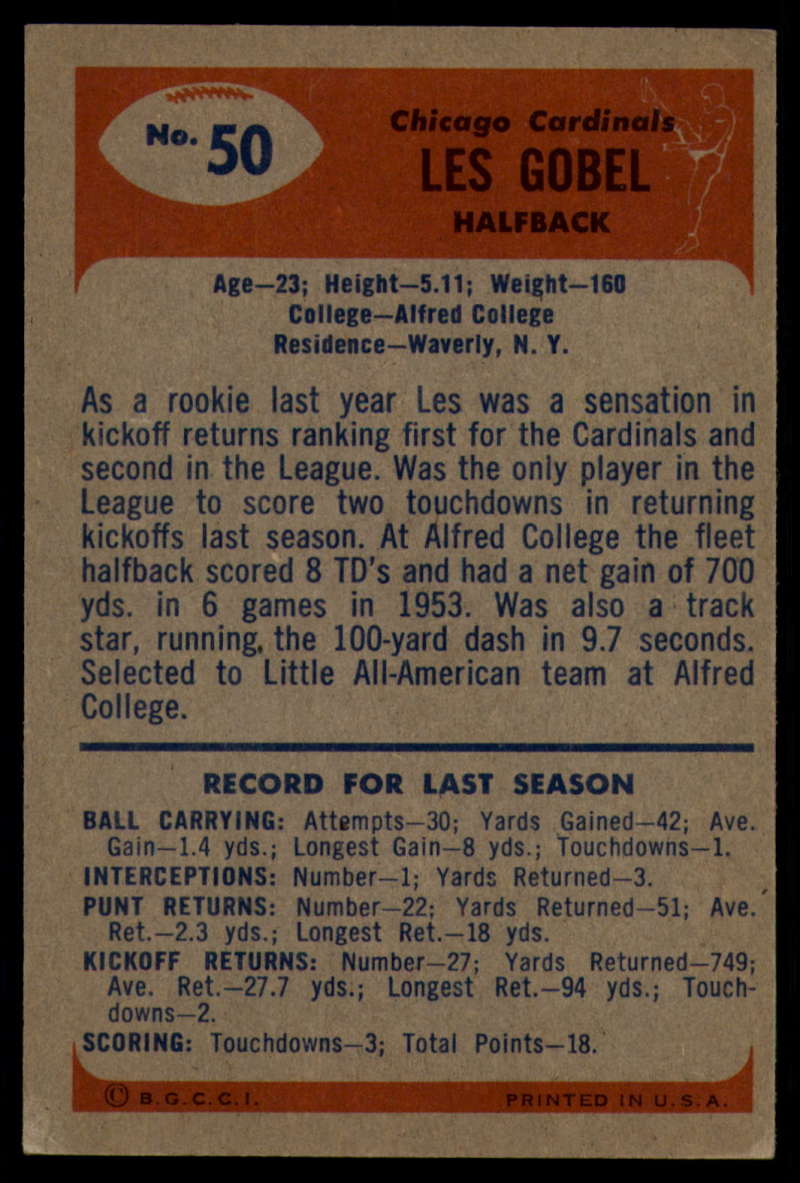 No. 50
Chicago Cardinals
LES GOBEL
HALFBACK
Age—23; Height—5.11; Weight—160
College—Alfred College
Residence—Waverly, N. Y.
As a rookie last year Les was a sensation in
kickoff returns ranking first for the Cardinals and
second in the League. Was the only player in the
League to score two touchdowns in returning
kickoffs last season. At Alfred College the fleet
halfback scored 8 TD's and had a net gain of 700
yds. in 6 games in 1953. Was also a track
star, running. the 100-yard dash in 9.7 seconds.
Selected to Little All-American team at Alfred
College.
RECORD FOR LAST SEASON
BALL CARRYING: Attempts—30; Yards Gained—42; Ave.
Gain—1.4 yds.; Longest Gain—8 yds.; Touchdowns—1.
INTERCEPTIONS: Number—1; Yards Returned—3.
PUNT RETURNS: Number—22; Yards Returned—51; Ave.
Ret.—2.3 yds.; Longest Ret.—18 yds.
KICKOFF RETURNS: Number—27; Yards Returned—749;
Ave. Ret.—27.7 yds.; Longest Ret.—94 yds.; Touch-
downs—2.
SCORING: Touchdowns—3; Total Points—18.
© B.G.C.C.I. PRINTED IN U.S.A.